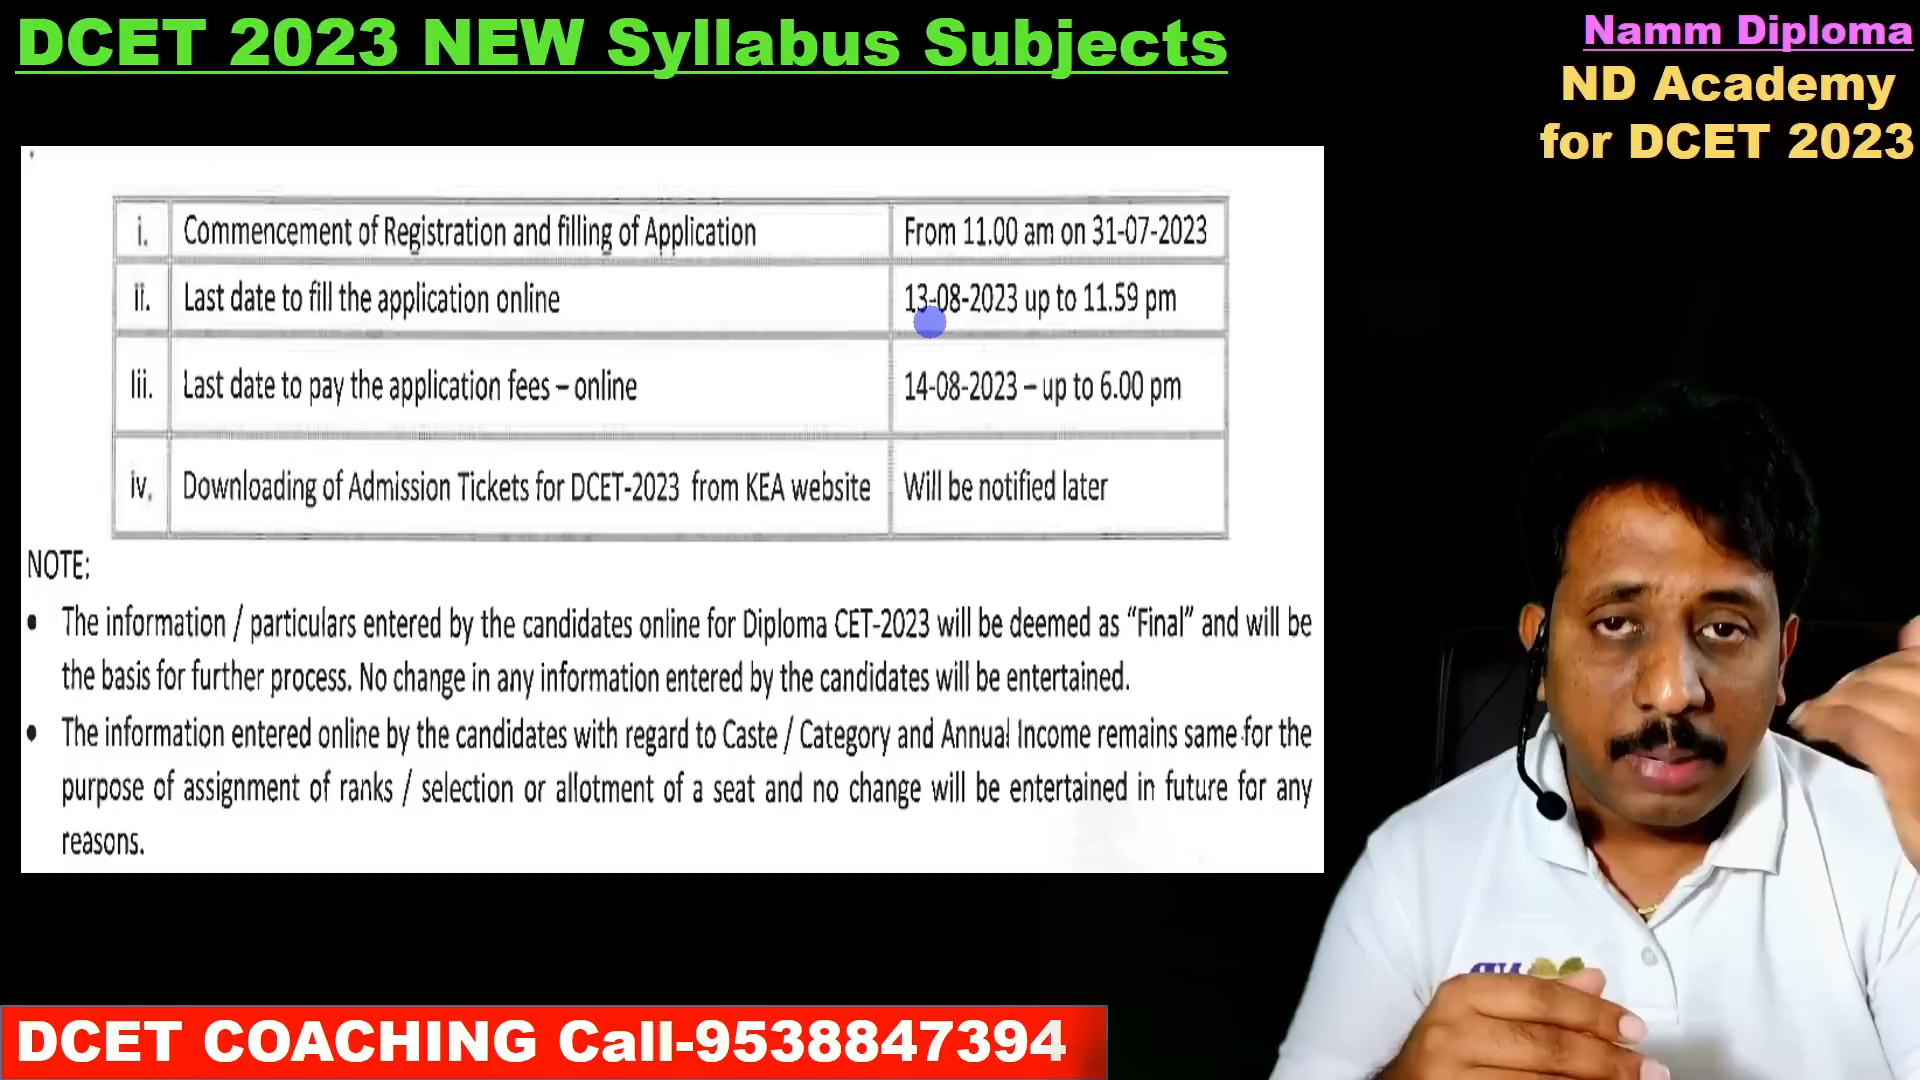 DCET 2023 NEW Syllabus Subjects
Namm Diploma
ND Academy
for DCET 2023
i. Commencement of Registration and filling of Application From 11.00 am on 31-07-2023
ii. Last date to fill the application online 13-08-2023 up to 11.59 pm
Iii. Last date to pay the application fees – online 14-08-2023 – up to 6.00 pm
iv. Downloading of Admission Tickets for DCET-2023 from KEA website Will be notified later
NOTE:
• The information / particulars entered by the candidates online for Diploma CET-2023 will be deemed as “Final” and will be
the basis for further process. No change in any information entered by the candidates will be entertained.
• The information entered online by the candidates with regard to Caste / Category and Annual Income remains same for the
purpose of assignment of ranks / selection or allotment of a seat and no change will be entertained in future for any
reasons.
DCET COACHING Call-9538847394